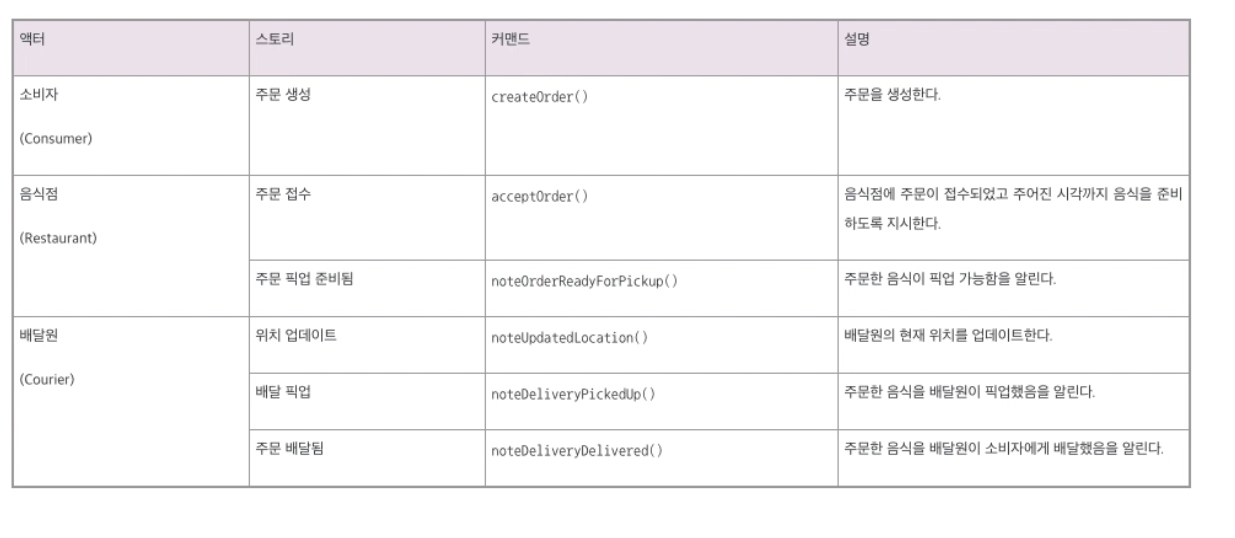 액터 스토리 커맨드 설명
소비자 주문 생성 createOrder() 주문을 생성한다.
(Consumer)
음식점 주문 접수 acceptOrder() 음식점에 주문이 접수되었고 주어진 시각까지 음식을 준비
(Restaurant) 하도록 지시한다.
주문 픽업 준비됨 noteOrderReadyForPickup() 주문한 음식이 픽업 가능함을 알린다.
배달원 위치 업데이트 noteUpdatedLocation() 배달원의 현재 위치를 업데이트한다.
(Courier)
배달 픽업 noteDeliveryPickedUp() 주문한 음식을 배달원이 픽업했음을 알린다.
주문 배달됨 noteDeliveryDelivered() 주문한 음식을 배달원이 소비자에게 배달했음을 알린다.